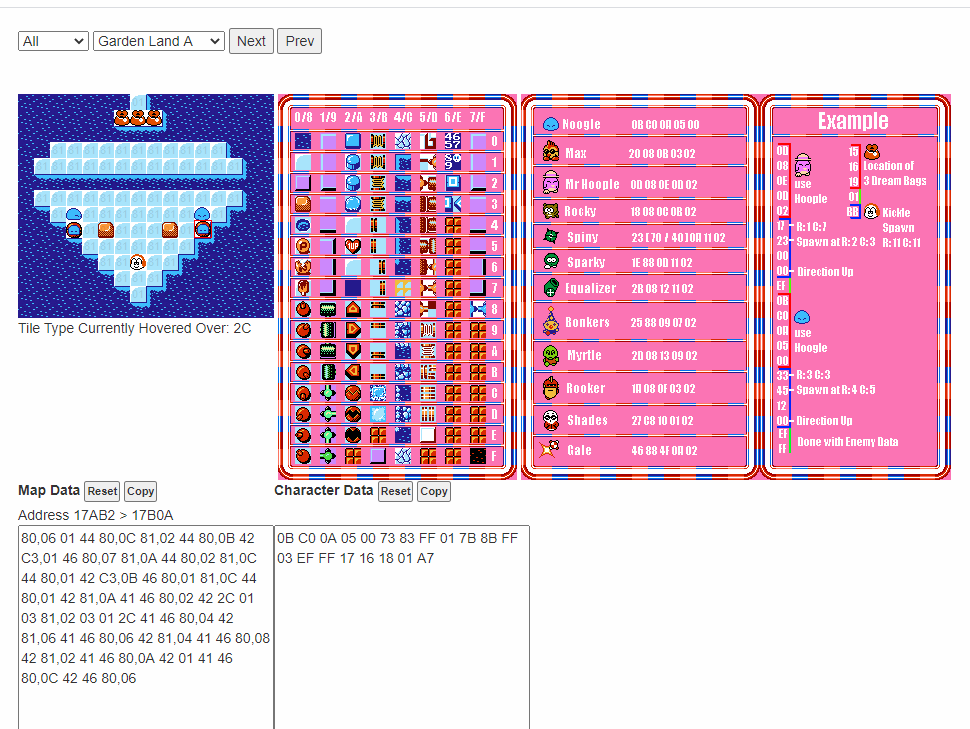 All Garden Land A Next Prev
0/8 1/9 2/A 3/B 4/C 5/D 6/E 7/F
0
1
2
3
4
5
6
7
8
9
A
B
C
D
E
F
Noogle 0B C0 0A 05 00
Max 20 08 0B 03 02
Mr Hoople 0D 08 0E 0D 02
Rocky 18 08 0C 0B 02
Spiny
Sparky 1E 88 0D 11 02
Equalizer 2B 08 12 11 02
Bonkers 25 88 09 07 02
Myrtle 2D 08 13 09 02
Rooker 1A 08 0F 03 02
Shades 27 C8 10 01 02
Gale 46 88 4F 0A 02
Example
0D
08
0E
0D
02
use
Hoople
17 R: 1 C: 7
23 Spawn at R: 2 C: 3
00
00 Direction Up
EF
0B
C0
0A
05
00
use
Hoogle
33 R: 3 C: 3
45 Spawn at R: 4 C: 5
12
00 Direction Up
EF
FF
Done with Enemy Data
15
16
19
Location of
3 Dream Bags
01
BB
Kickle
Spawn
R: 11 C: 11
Tile Type Currently Hovered Over: 2C
Map Data Reset Copy
Address 17AB2 > 17B0A
80,06 01 44 80,0C 81,02 44 80,0B 42
C3,01 46 80,07 81,0A 44 80,02 81,0C
44 80,01 42 C3,0B 46 80,01 81,0C 44
80,01 42 81,0A 41 46 80,02 42 2C 01
03 81,02 03 01 2C 41 46 80,04 42
81,06 41 46 80,06 42 81,04 41 46 80,08
42 81,02 41 46 80,0A 42 01 41 46
80,0C 42 46 80,06
Character Data Reset Copy
0B C0 0A 05 00 73 83 FF 01 7B 8B FF
03 EF FF 17 16 18 01 A7